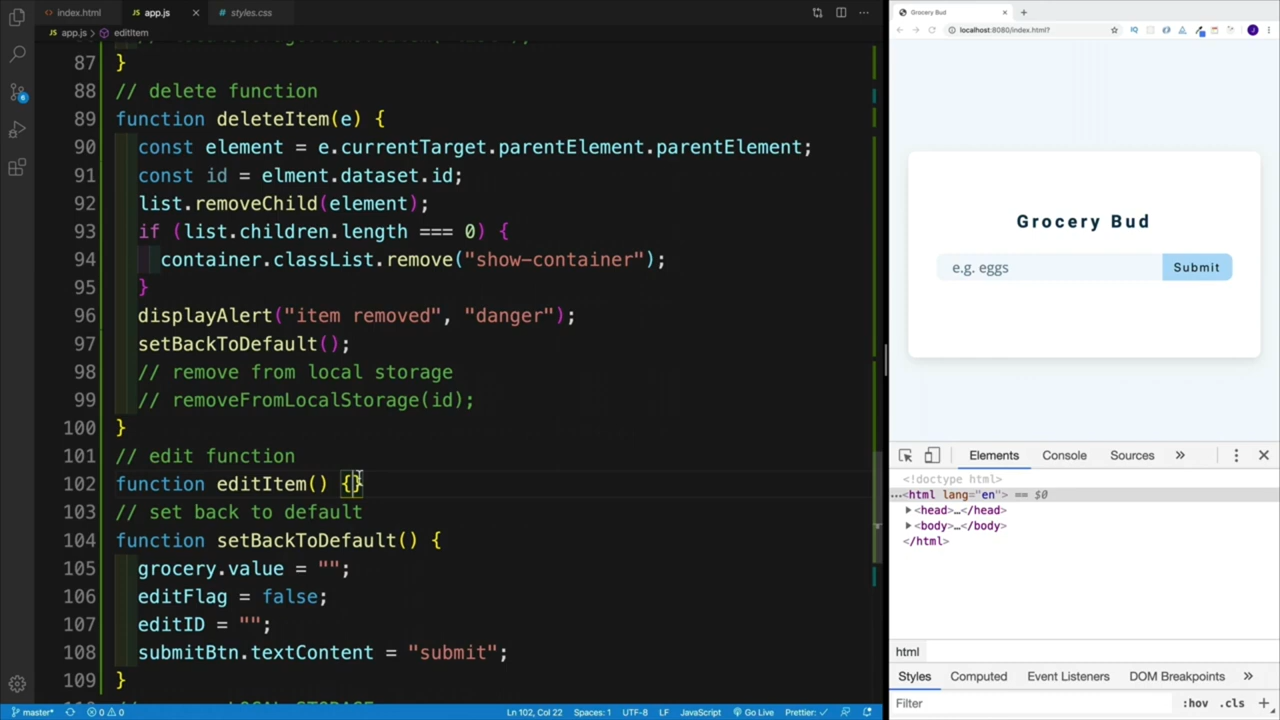 index.html
app.js
styles.css
Grocery Bud
app.js
editItem
localhost:8080/index.html?
J
87 }
88 // delete function
89 function deleteItem(e) {
90 const element = e.currentTarget.parentElement.parentElement;
91 const id = elment.dataset.id;
92 list.removeChild(element);
93 if (list.children.length === 0) {
94 container.classList.remove("show-container");
95 }
96 displayAlert("item removed", "danger");
97 setBackToDefault();
98 // remove from local storage
99 // removeFromLocalStorage(id);
100 }
101 // edit function
102 function editItem() {}
103 // set back to default
104 function setBackToDefault() {
105 grocery.value = "";
106 editFlag = false;
107 editID = "";
108 submitBtn.textContent = "submit";
109 }
Grocery Bud
e.g. eggs
Submit
Elements
Console
Sources
<!doctype html>
…<html lang="en"> == $0
<head>…</head>
<body>…</body>
</html>
html
Styles
Computed
Event Listeners
DOM Breakpoints
Filter
:hov
.cls
6
master*
0
0
Ln 102, Col 22
Spaces: 1
UTF-8
LF
JavaScript
Go Live
Prettier: ✓